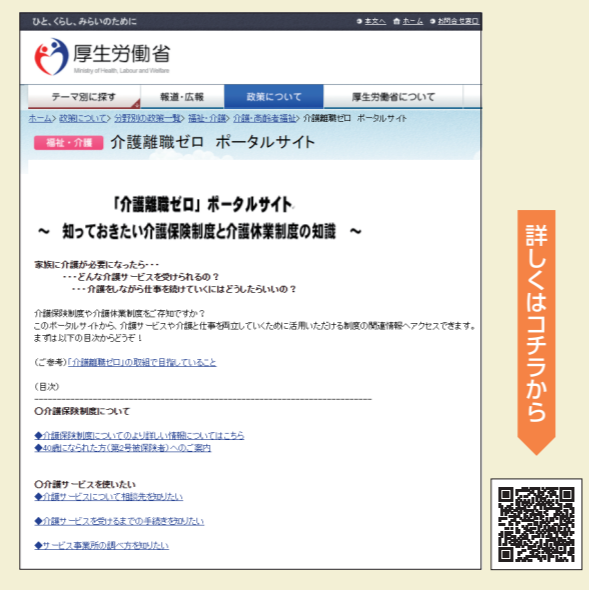 ひと、くらし、みらいのために
本文へ ホーム お問合せ窓口
厚生労働省
Ministry of Health, Labour and Welfare
テーマ別に探す 報道・広報 政策について 厚生労働省について
ホーム> 政策について> 分野別の政策一覧> 福祉・介護> 介護・高齢者福祉> 介護離職ゼロ ポータルサイト
福祉・介護 介護離職ゼロ ポータルサイト
「介護離職ゼロ」ポータルサイト
～ 知っておきたい介護保険制度と介護休業制度の知識 ～
家族に介護が必要になったら・・・
・・・どんな介護サービスを受けられるの?
・・・介護をしながら仕事を続けていくにはどうしたらいいの?
介護保険制度や介護休業制度をご存知ですか?
このポータルサイトから、介護サービスや介護と仕事を両立していくために活用いただける制度の関連情報へアクセスできます。
まずは以下の目次からどうぞ!
(ご参考)「介護離職ゼロ」の取組で目指していること
(目次)
○介護保険制度について
◆介護保険制度についてのより詳しい情報についてはこちら
◆40歳になられた方(第2号被保険者)へのご案内
○介護サービスを使いたい
◆介護サービスについて相談先を知りたい
◆介護サービスを受けるまでの手続きを知りたい
◆サービス事業所の調べ方を知りたい
詳しくはコチラから